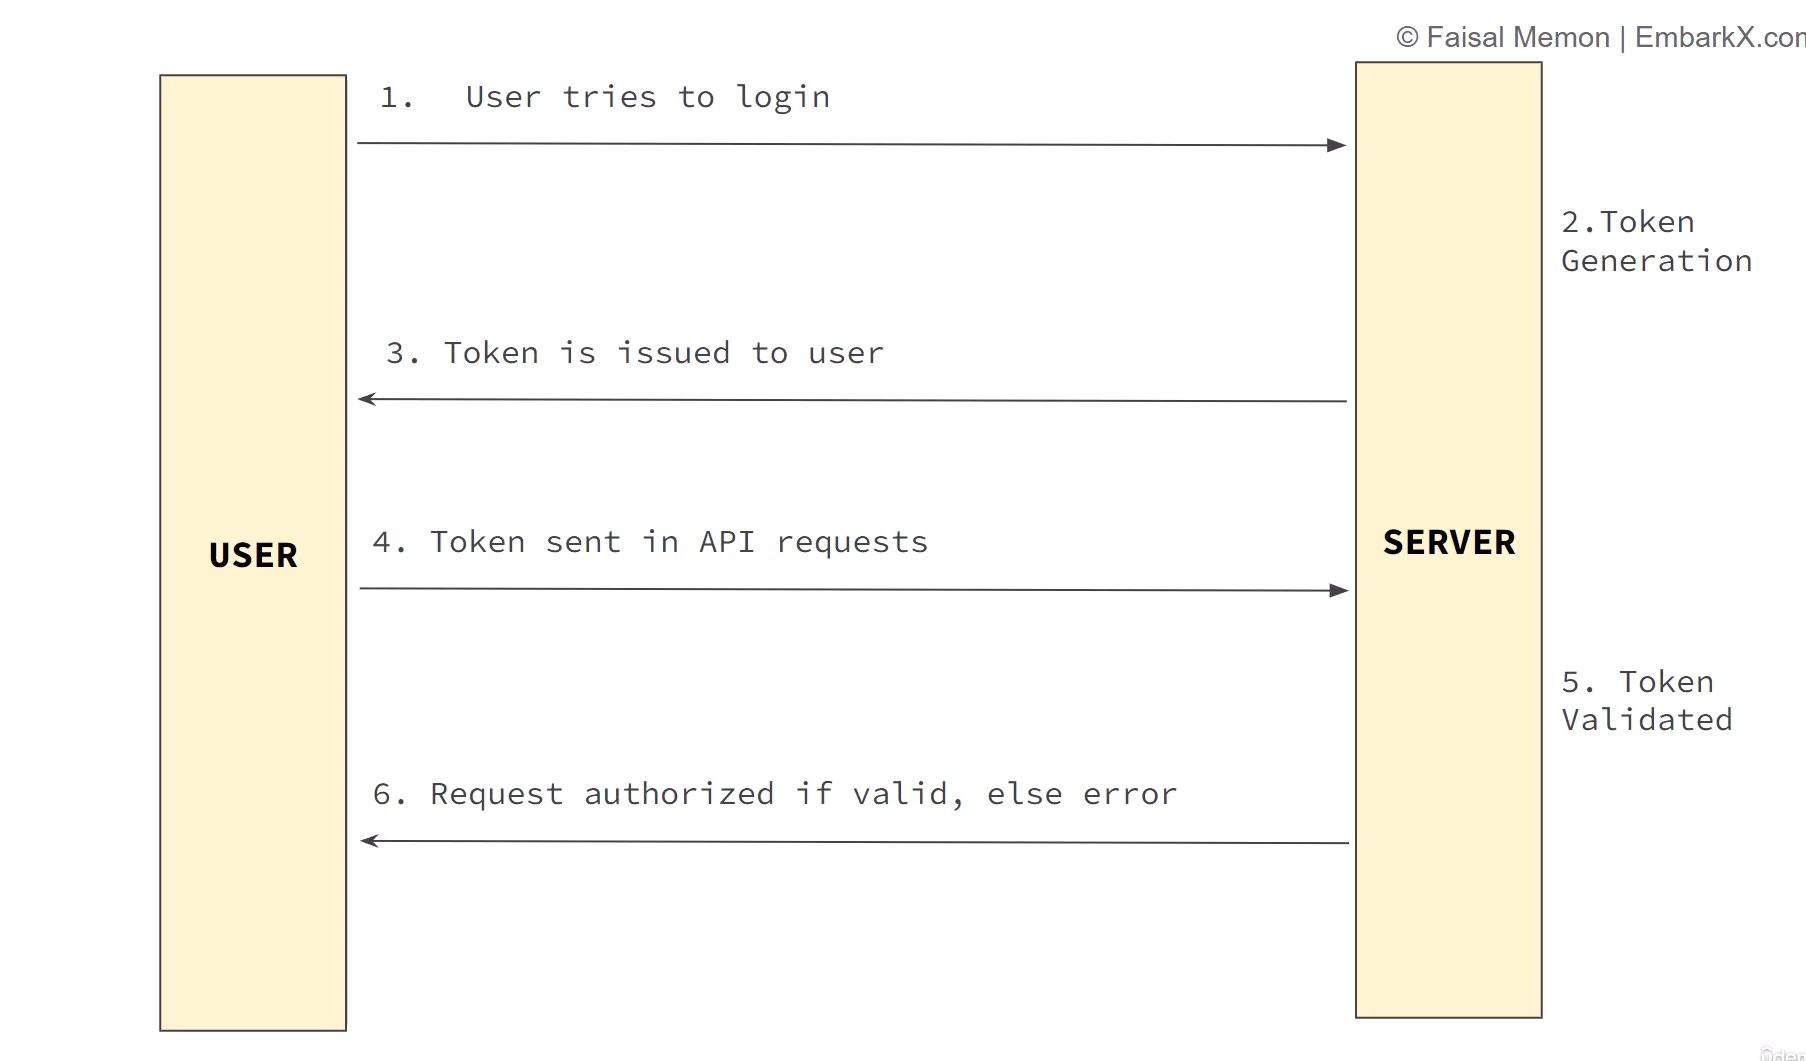 © Faisal Memon | EmbarkX.com
1. User tries to login
2.Token
Generation
3. Token is issued to user
USER
4. Token sent in API requests
SERVER
5. Token
Validated
6. Request authorized if valid, else error